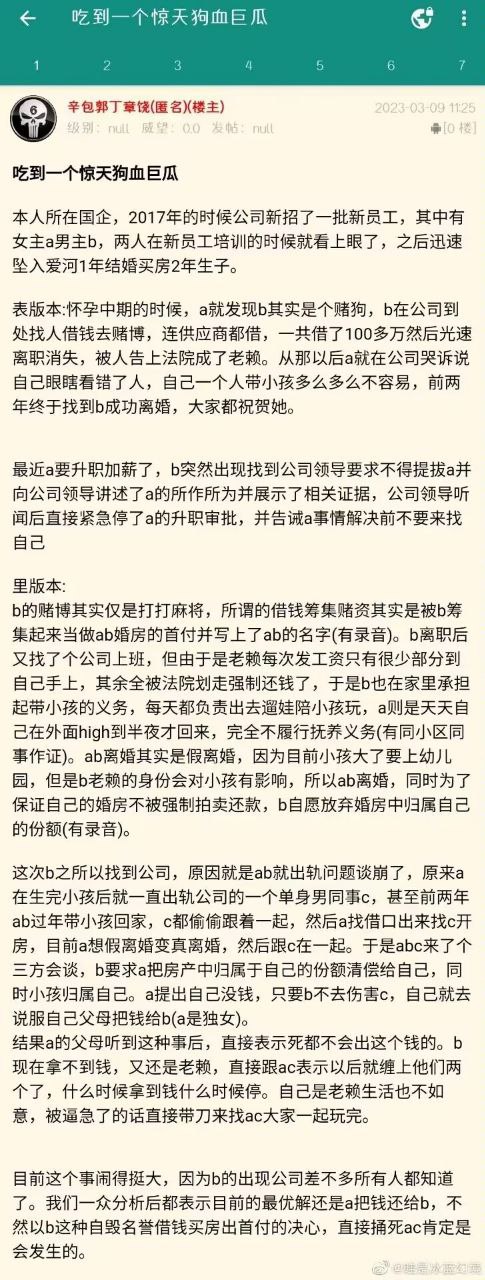 吃到一个惊天狗血巨瓜
1 2 3 4 5 6 7
辛包郭丁章饶(匿名)(楼主)
2023-03-09 11:25
级别: null 威望: 0.0 发帖: null
[0 楼]
吃到一个惊天狗血巨瓜
本人所在国企，2017年的时候公司新招了一批新员工，其中有
女主a男主b，两人在新员工培训的时候就看上眼了，之后迅速
坠入爱河1年结婚买房2年生子。
表版本:怀孕中期的时候，a就发现b其实是个赌狗，b在公司到
处找人借钱去赌博，连供应商都借，一共借了100多万然后光速
离职消失，被人告上法院成了老赖。从那以后a就在公司哭诉说
自己眼瞎看错了人，自己一个人带小孩多么多么不容易，前两
年终于找到b成功离婚，大家都祝贺她。
最近a要升职加薪了，b突然出现找到公司领导要求不得提拔a并
向公司领导讲述了a的所作所为并展示了相关证据，公司领导听
闻后直接紧急停了a的升职审批，并告诫a事情解决前不要来找
自己
里版本:
b的赌博其实仅是打打麻将，所谓的借钱筹集赌资其实是被b筹
集起来当做ab婚房的首付并写上了ab的名字(有录音)。b离职后
又找了个公司上班，但由于是老赖每次发工资只有很少部分到
自己手上，其余全被法院划走强制还钱了，于是b也在家里承担
起带小孩的义务，每天都负责出去遛娃陪小孩玩，a则是天天自
己在外面high到半夜才回来，完全不履行抚养义务(有同小区同
事作证)。ab离婚其实是假离婚，因为目前小孩大了要上幼儿
园，但是b老赖的身份会对小孩有影响，所以ab离婚，同时为了
保证自己的婚房不被强制拍卖还款，b自愿放弃婚房中归属自己
的份额(有录音)。
这次b之所以找到公司，原因就是ab就出轨问题谈崩了，原来a
在生完小孩后就一直出轨公司的一个单身男同事c，甚至前两年
ab过年带小孩回家，c都偷偷跟着一起，然后a找借口出来找c开
房，目前a想假离婚变真离婚，然后跟c在一起。于是abc来了个
三方会谈，b要求a把房产中归属于自己的份额清偿给自己，同
时小孩归属自己。a提出自己没钱，只要b不去伤害c，自己就去
说服自己父母把钱给b(a是独女)。
结果a的父母听到这种事后，直接表示死都不会出这个钱的。b
现在拿不到钱，又还是老赖，直接跟ac表示以后就缠上他们两
个了，什么时候拿到钱什么时候停。自己是老赖生活也不如
意，被逼急了的话直接带刀来找ac大家一起玩完。
目前这个事闹得挺大，因为b的出现公司差不多所有人都知道
了。我们一众分析后都表示目前的最优解还是a把钱还给b，不
然以b这种自毁名誉借钱买房出首付的决心，直接捅死ac肯定是
会发生的。